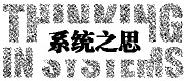 THINKING
系统之思
IN SYSTEMS